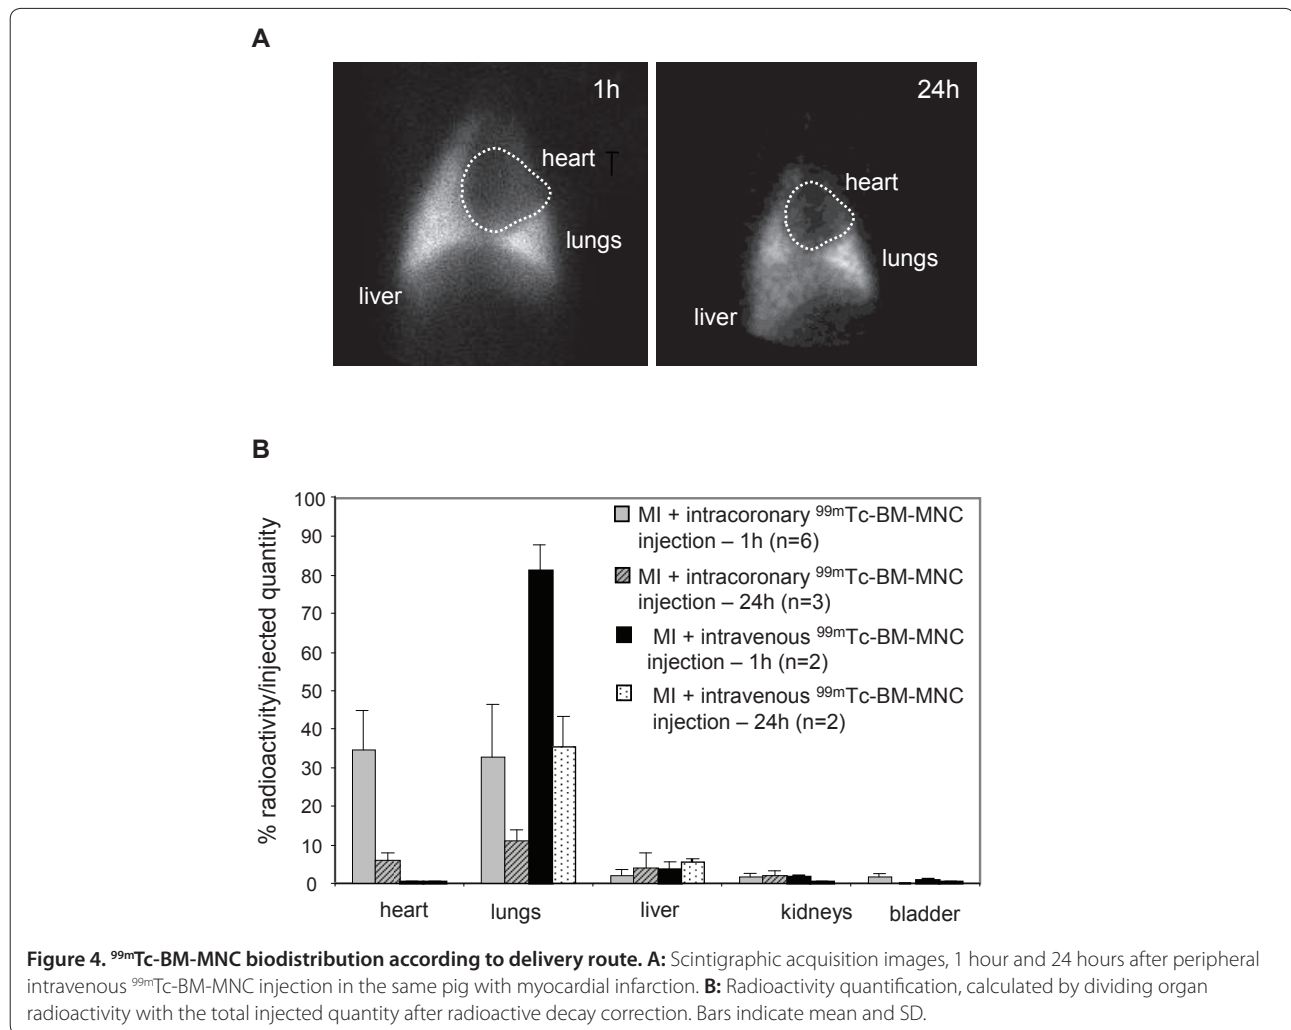 A
1h
heart T
lungs
liver
24h
heart
lungs
liver
B
% radioactivity/injected quantity
100
90
80
70
60
50
40
30
20
10
0
MI + intracoronary 99mTc-BM-MNC
injection – 1h (n=6)
MI + intracoronary 99mTc-BM-MNC
injection – 24h (n=3)
MI + intravenous 99mTc-BM-MNC
injection – 1h (n=2)
MI + intravenous 99mTc-BM-MNC
injection – 24h (n=2)
heart lungs liver kidneys bladder
Figure 4. 99mTc-BM-MNC biodistribution according to delivery route. A: Scintigraphic acquisition images, 1 hour and 24 hours after peripheral
intravenous 99mTc-BM-MNC injection in the same pig with myocardial infarction. B: Radioactivity quantification, calculated by dividing organ
radioactivity with the total injected quantity after radioactive decay correction. Bars indicate mean and SD.